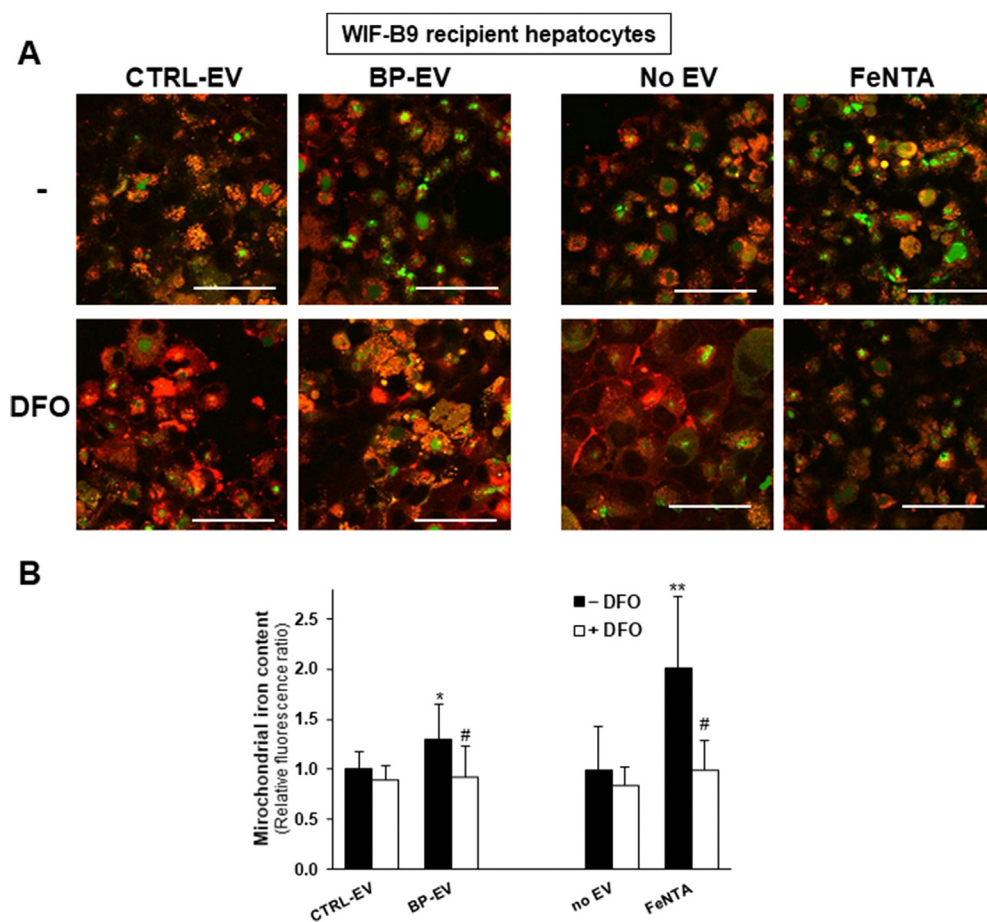 WIF-B9 recipient hepatocytes
A
CTRL-EV BP-EV No EV FeNTA
-
DFO
B
Mirochondrial iron content
(Relative fluorescence ratio)
2.5
2.0
1.5
1.0
0.5
0.0
– DFO
+ DFO
*
#
**
#
CTRL-EV BP-EV no EV FeNTA